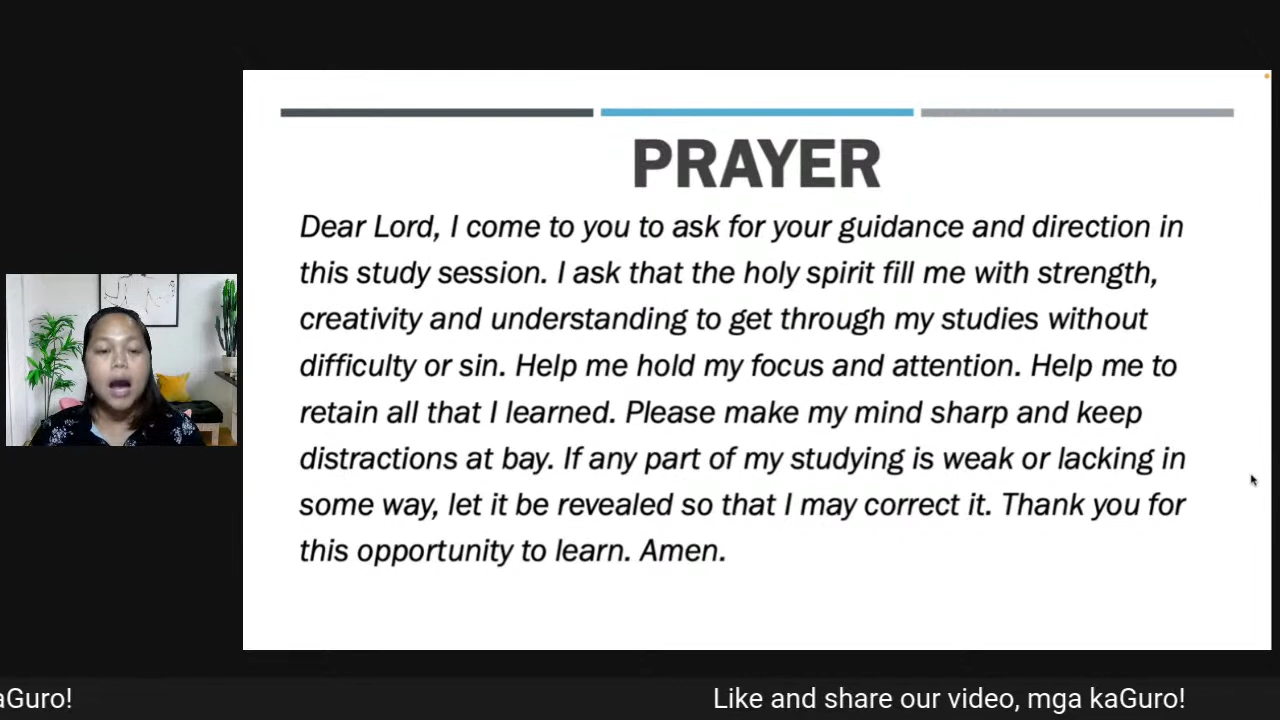 PRAYER
Dear Lord, I come to you to ask for your guidance and direction in
this study session. I ask that the holy spirit fill me with strength,
creativity and understanding to get through my studies without
difficulty or sin. Help me hold my focus and attention. Help me to
retain all that I learned. Please make my mind sharp and keep
distractions at bay. If any part of my studying is weak or lacking in
some way, let it be revealed so that I may correct it. Thank you for
this opportunity to learn. Amen.
aGuro! Like and share our video, mga kaGuro!